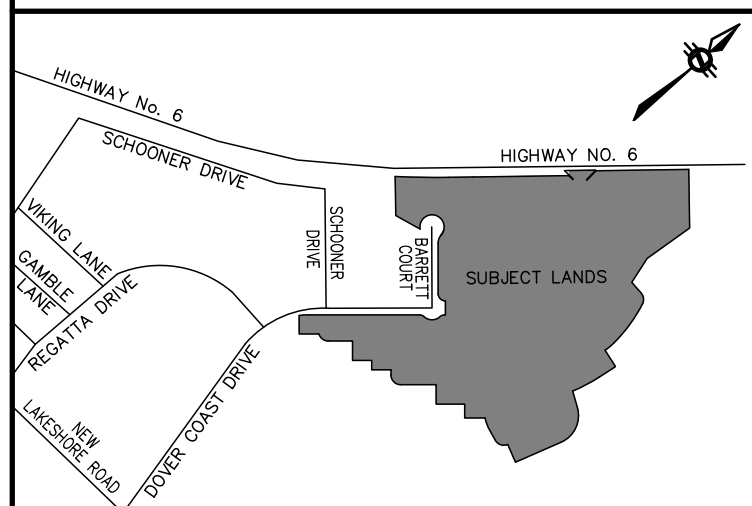 HIGHWAY No. 6
HIGHWAY NO. 6
SCHOONER DRIVE
SCHOONER
DRIVE
BARRETT
COURT
SUBJECT LANDS
VIKING LANE
GAMBLE
LANE
REGATTA DRIVE
DOVER COAST DRIVE
NEW
LAKESHORE ROAD